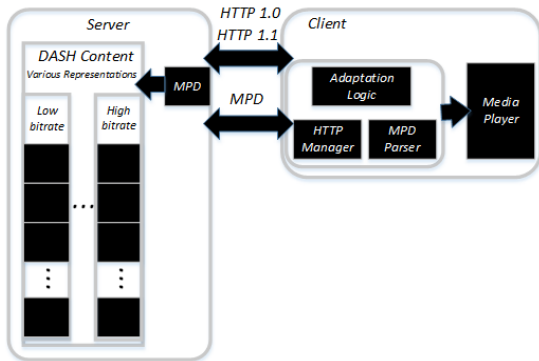 Server
DASH Content
Various Representations
Low
bitrate
High
bitrate
...
MPD
HTTP 1.0
HTTP 1.1
MPD
Client
Adaptation
Logic
HTTP
Manager
MPD
Parser
Media
Player